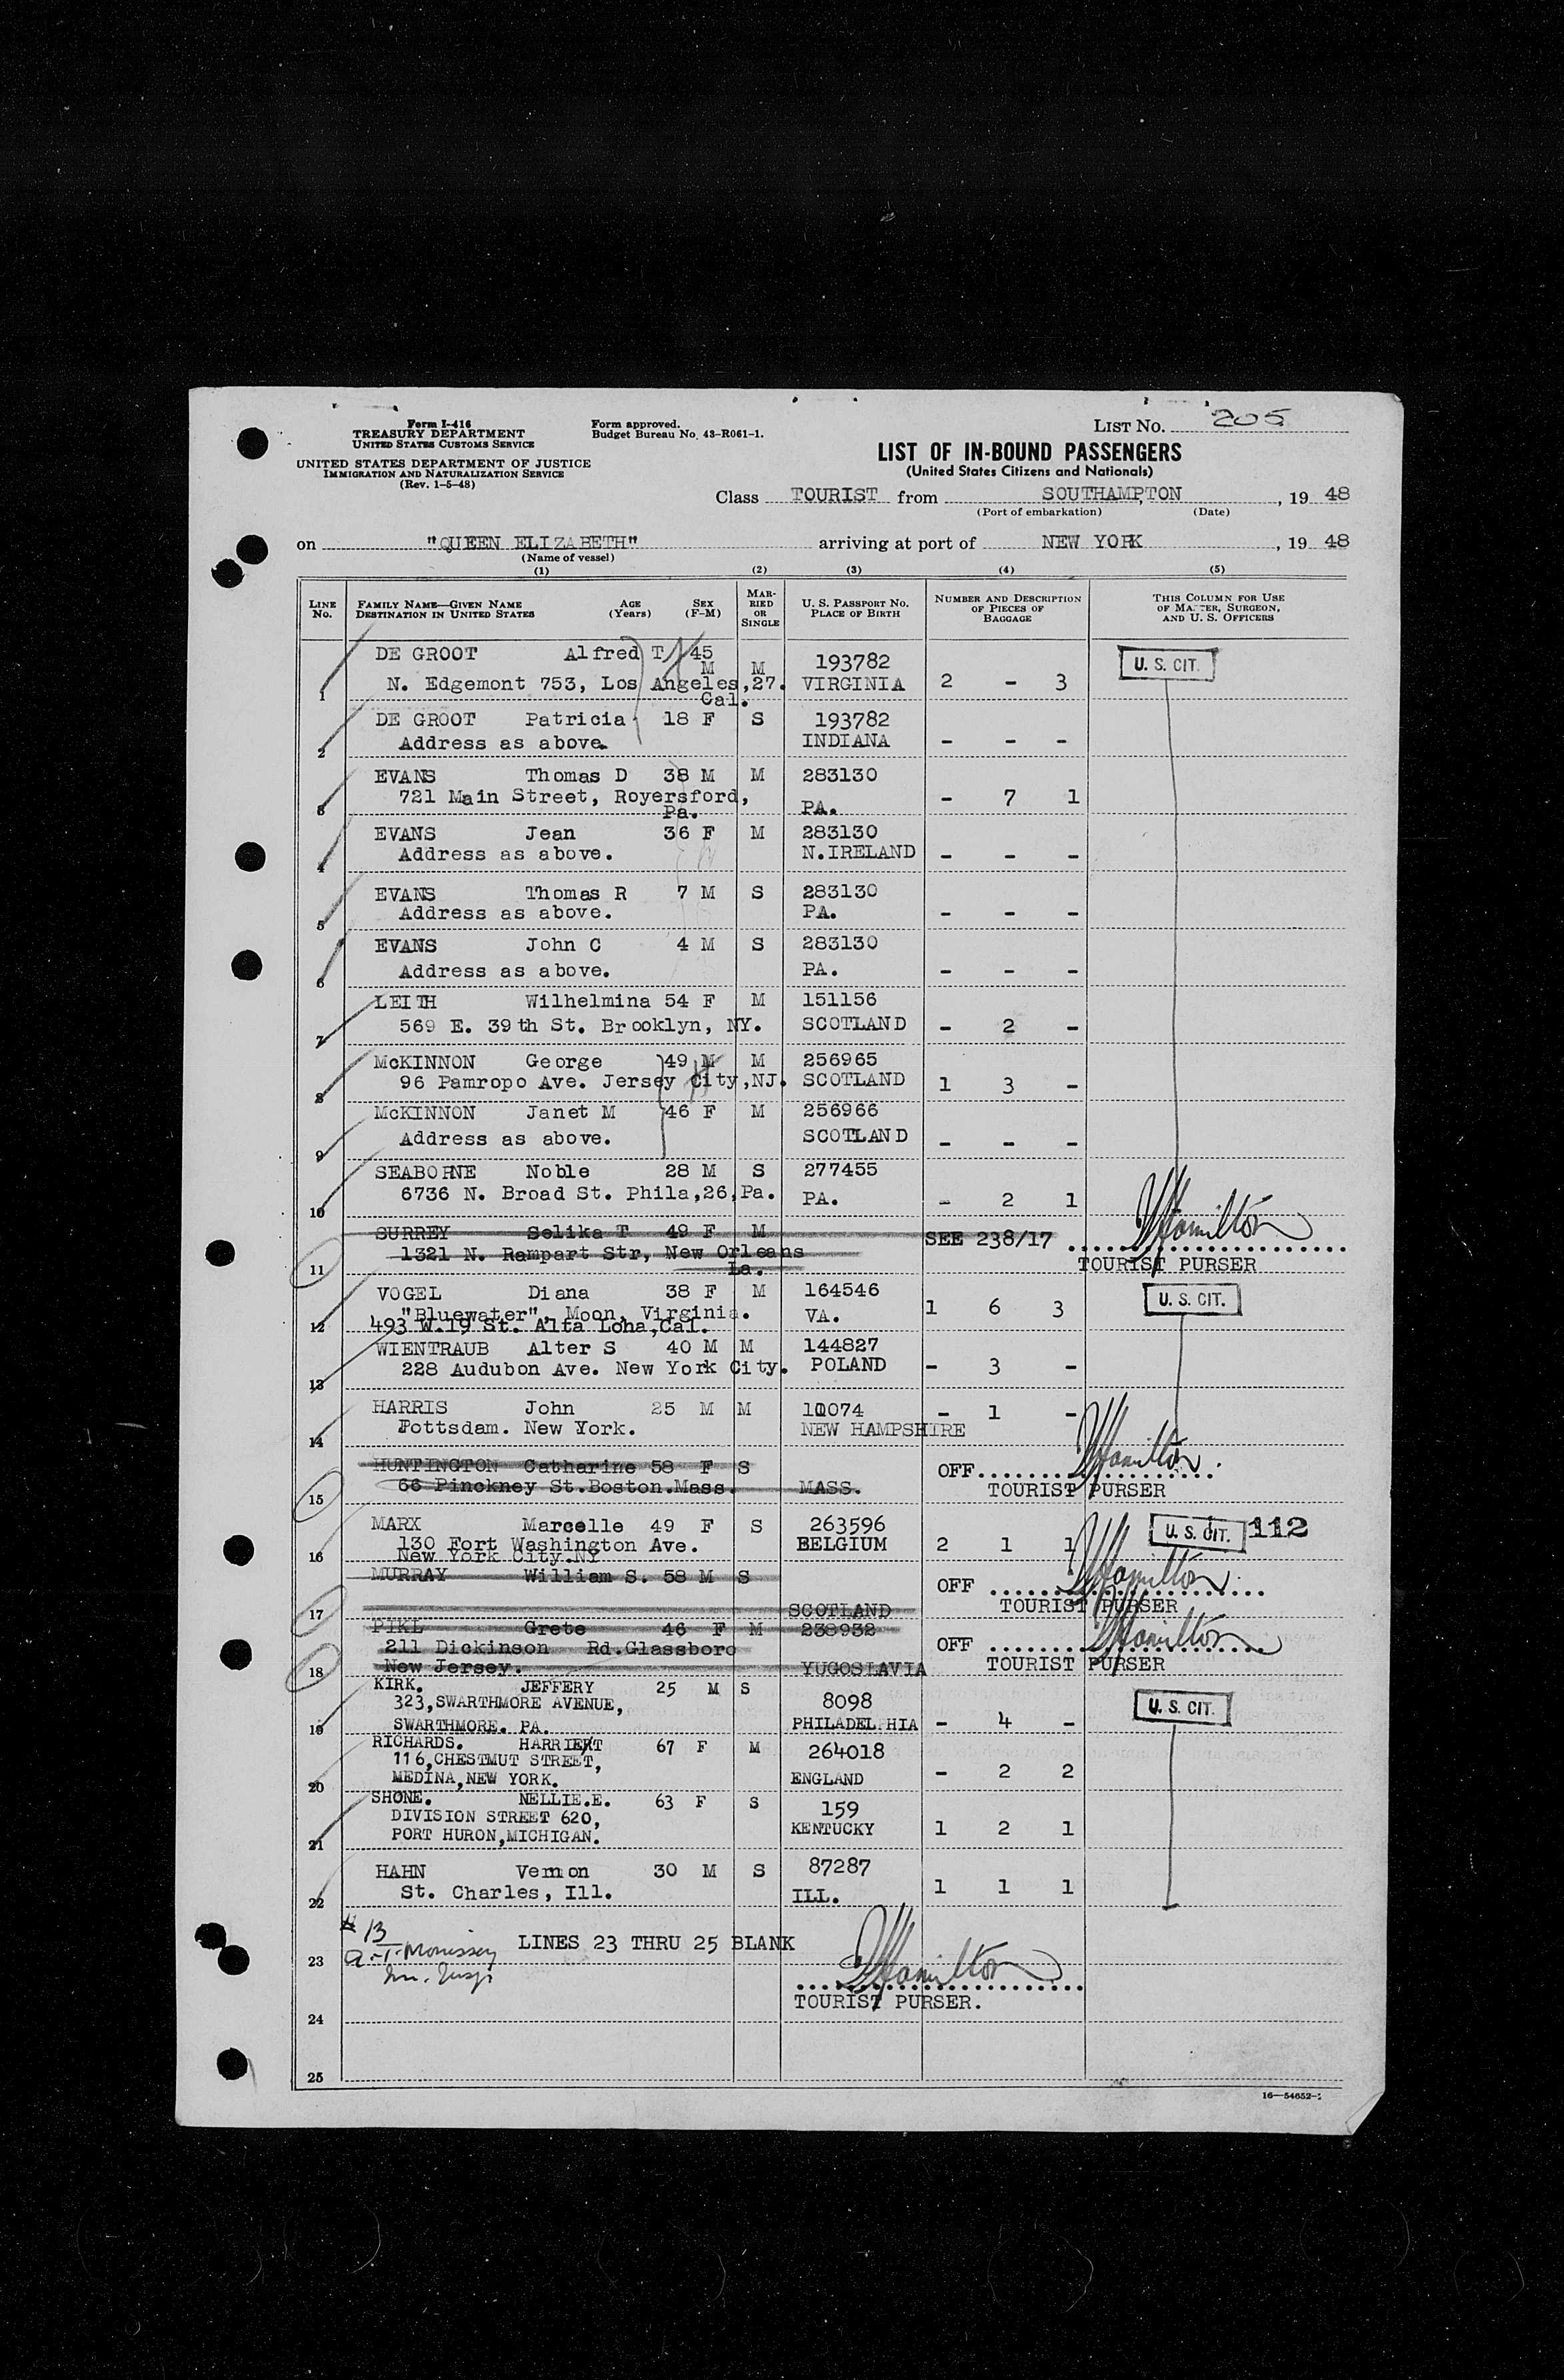 Form I-416
TREASURY DEPARTMENT
UNITED STATES CUSTOMS SERVICE
UNITED STATES DEPARTMENT OF JUSTICE
IMMIGRATION AND NATURALIZATION SERVICE
(Rev. 1-5-48)
Form approved.
Budget Bureau No. 43-R061-1.
LIST NO. 205
LIST OF IN-BOUND PASSENGERS
(United States Citizens and Nationals)
Class TOURIST from SOUTHAMPTON, 19 48
(Port of embarkation) (Date)
on "QUEEN ELIZABETH" arriving at port of NEW YORK, 19 48
(Name of vessel)
(1) (2) (3) (4) (5)
LINE NO.
FAMILY NAME—GIVEN NAME
DESTINATION IN UNITED STATES
AGE (Years)
SEX (F-M)
MARRIED OR SINGLE
U. S. PASSPORT NO.
PLACE OF BIRTH
NUMBER AND DESCRIPTION OF PIECES OF BAGGAGE
THIS COLUMN FOR USE OF MASTER, SURGEON, AND U. S. OFFICERS
DE GROOT Alfred T 45 M M 193782 U. S. CIT.
1 N. Edgemont 753, Los Angeles,27. Cal. VIRGINIA 2 - 3
DE GROOT Patricia 18 F S 193782
2 Address as above. INDIANA - - -
EVANS Thomas D 38 M M 283130
3 721 Main Street, Royersford, Pa. PA. - 7 1
EVANS Jean 36 F M 283130
4 Address as above. N.IRELAND - - -
EVANS Thomas R 7 M S 283130
5 Address as above. PA. - - -
EVANS John C 4 M S 283130
6 Address as above. PA. - - -
LEITH Wilhelmina 54 F M 151156
7 569 E. 39th St. Brooklyn, NY. SCOTLAND - 2 -
McKINNON George 49 M M 256965
8 96 Pamropo Ave. Jersey City,NJ. SCOTLAND 1 3 -
McKINNON Janet M 46 F M 256966
9 Address as above. SCOTLAND - - -
SEABORNE Noble 28 M S 277455
10 6736 N. Broad St. Phila,26,Pa. PA. - 2 1
SURREY Selika T 49 F M SEE 238/17 Hamilton
11 1321 N. Rampart Str, New Orleans La. TOURIST PURSER
VOGEL Diana 38 F M 164546 U. S. CIT.
"Bluewater", Moon, Virginia. VA. 1 6 3
12 493 W.19 St. Alta Loha,Cal.
WIENTRAUB Alter S 40 M M 144827
13 228 Audubon Ave. New York City. POLAND - 3 -
HARRIS John 25 M M 10074 - 1 -
14 Pottsdam. New York. NEW HAMPSHIRE
HUNTINGTON Catharine 58 F S OFF Hamilton
15 66 Pinckney St.Boston.Mass. MASS. TOURIST PURSER
MARX Marcelle 49 F S 263596 U. S. CIT. 112
130 Fort Washington Ave. BELGIUM 2 1 1
16 New York City.NY
MURRAY William S. 58 M S OFF Hamilton
17 SCOTLAND TOURIST PURSER
PIKL Grete 46 F M 238932
211 Dickinson Rd.Glassboro OFF Hamilton
18 New Jersey. YUGOSLAVIA TOURIST PURSER
KIRK. JEFFERY 25 M S 8098 U. S. CIT.
323,SWARTHMORE AVENUE,
19 SWARTHMORE. PA. PHILADELPHIA - 4 -
RICHARDS. HARRIET 67 F M 264018
116,CHESTMUT STREET, - 2 2
20 MEDINA,NEW YORK. ENGLAND
SHONE. NELLIE.E. 63 F S 159
DIVISION STREET 620, KENTUCKY 1 2 1
21 PORT HURON,MICHIGAN.
HAHN Vernon 30 M S 87287
22 St. Charles, Ill. ILL. 1 1 1
# 13
23 LINES 23 THRU 25 BLANK
Hamilton
TOURIST PURSER.
24
25